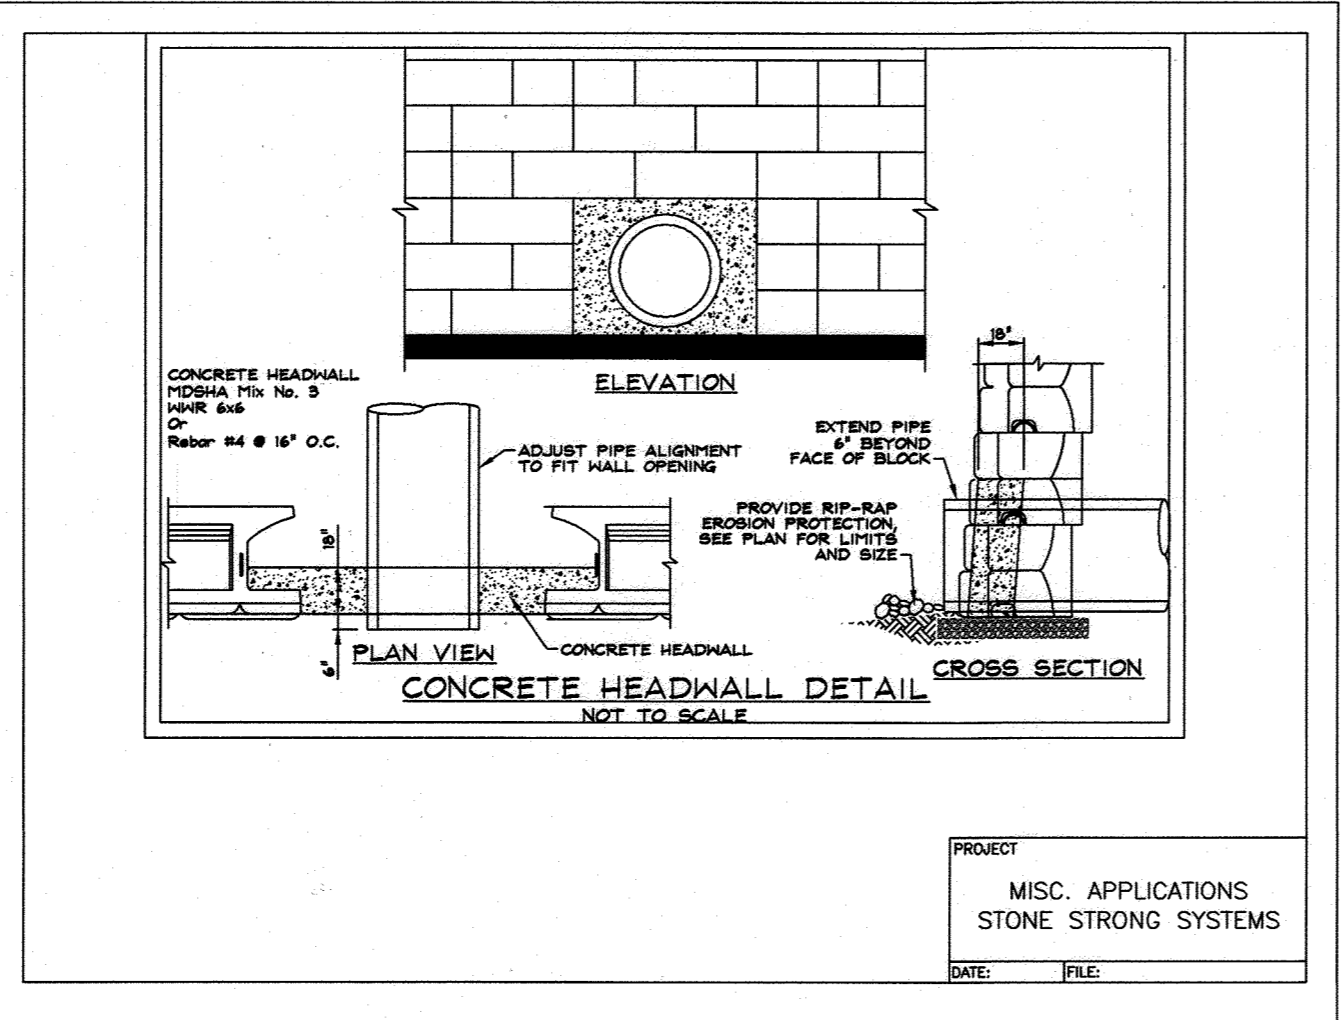 ELEVATION
CONCRETE HEADWALL
MDSHA Mix No. 3
WWR 6x6
Or
Rebar #4 @ 16" O.C.
ADJUST PIPE ALIGNMENT
TO FIT WALL OPENING
18"
6"
PLAN VIEW
CONCRETE HEADWALL
18"
EXTEND PIPE
6" BEYOND
FACE OF BLOCK
PROVIDE RIP-RAP
EROSION PROTECTION,
SEE PLAN FOR LIMITS
AND SIZE
CROSS SECTION
CONCRETE HEADWALL DETAIL
NOT TO SCALE
PROJECT
MISC. APPLICATIONS
STONE STRONG SYSTEMS
DATE:
FILE: